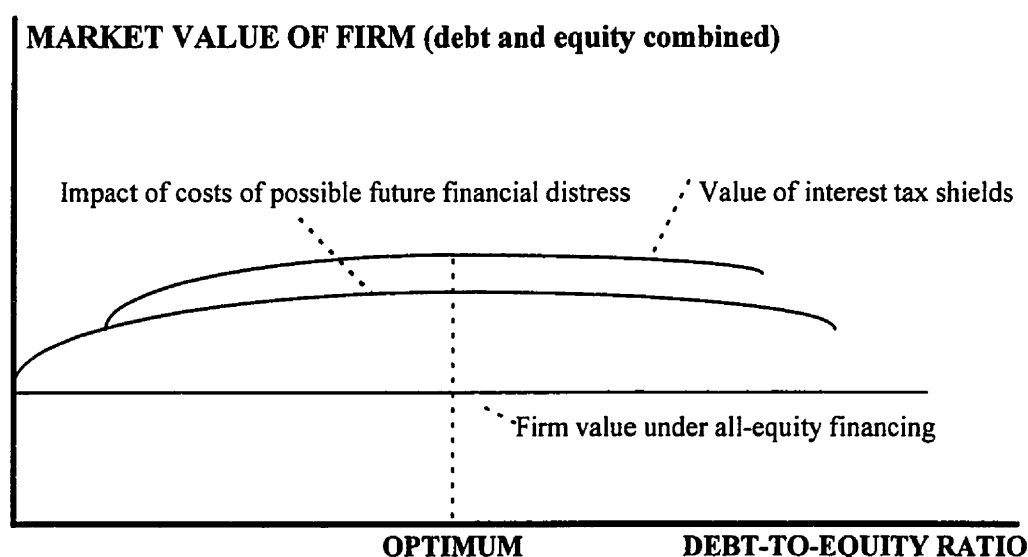 MARKET VALUE OF FIRM (debt and equity combined)
Impact of costs of possible future financial distress
Value of interest tax shields
Firm value under all-equity financing
OPTIMUM
DEBT-TO-EQUITY RATIO